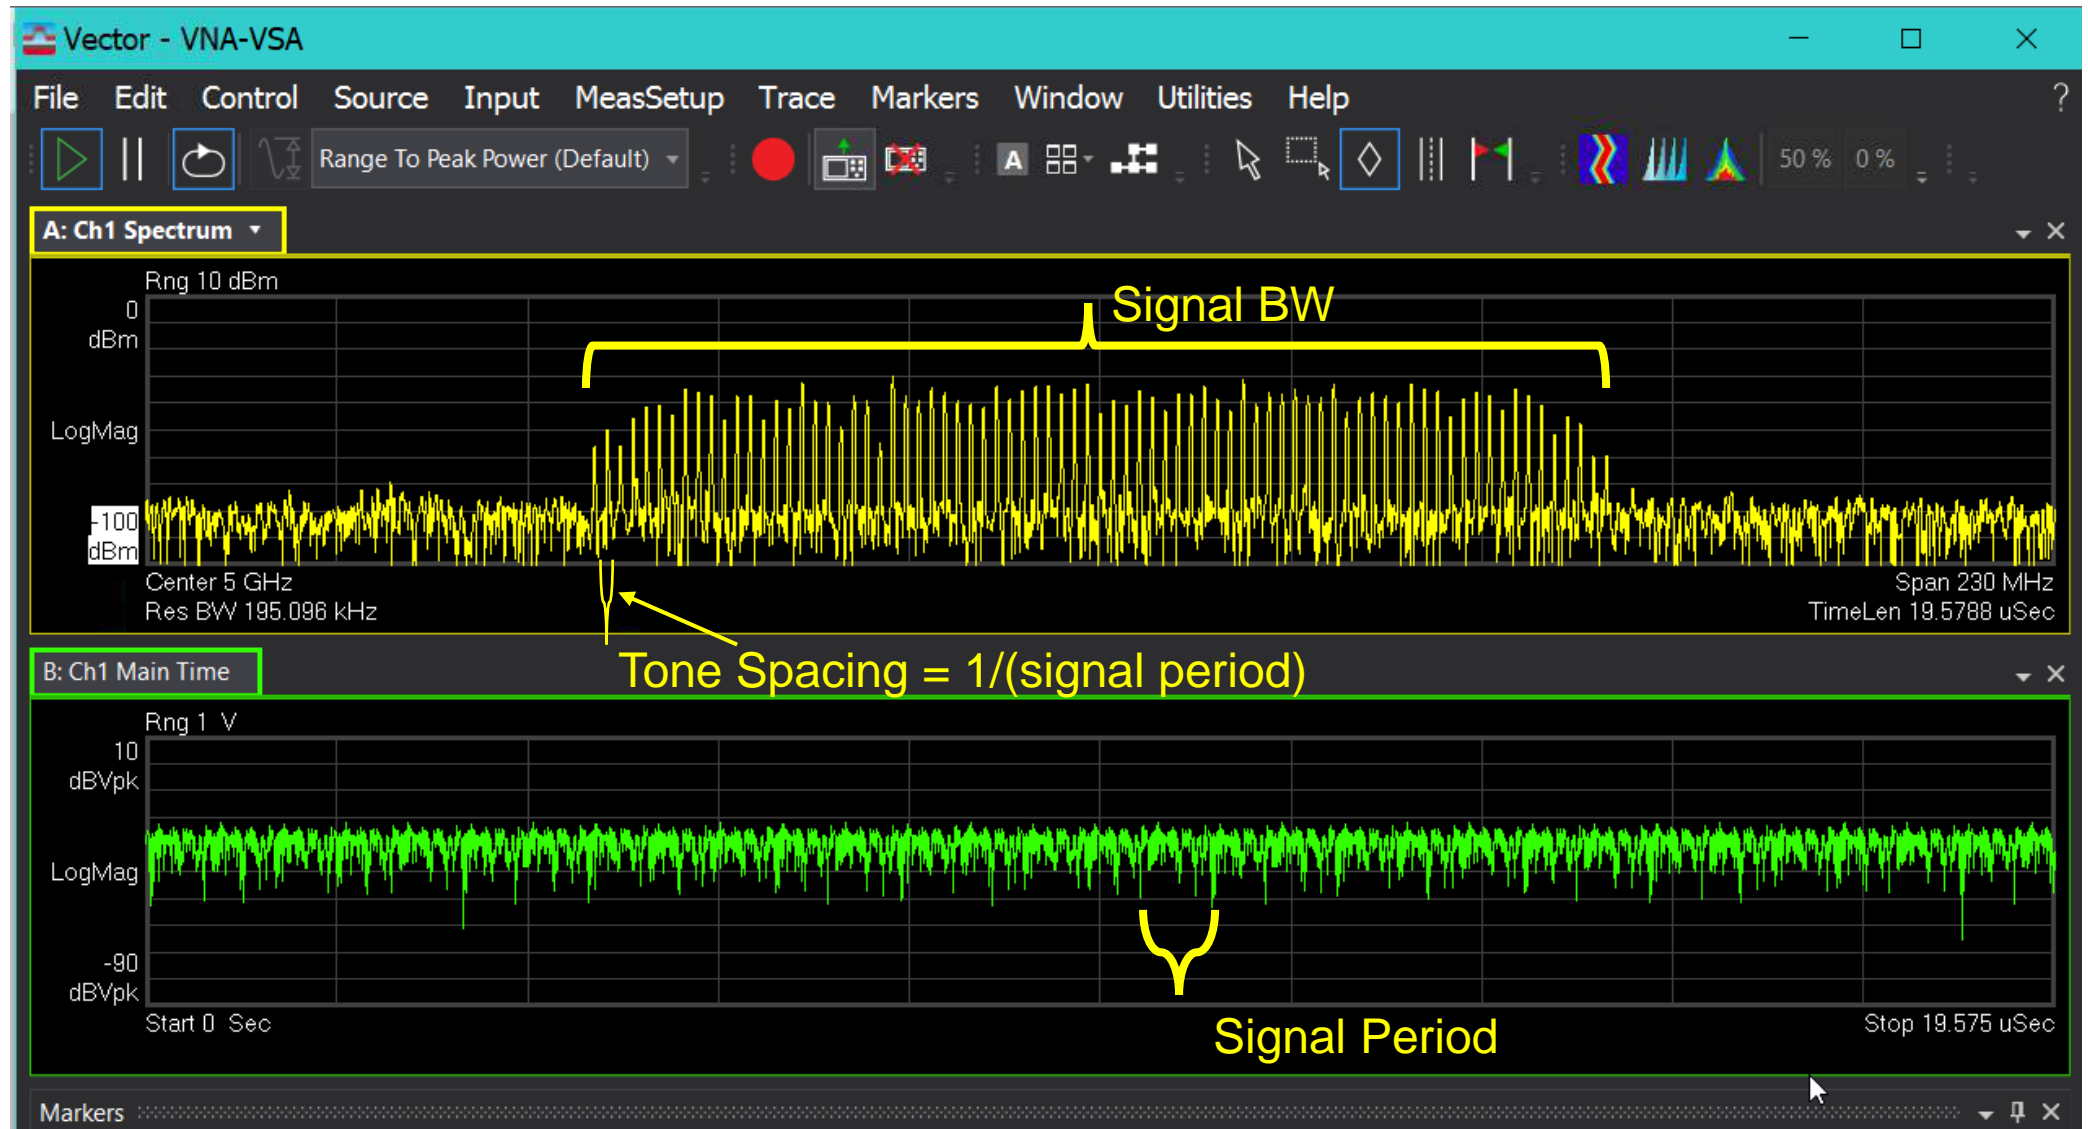 Vector - VNA-VSA
File Edit Control Source Input MeasSetup Trace Markers Window Utilities Help ?
Range To Peak Power (Default) A 50 % 0 %
A: Ch1 Spectrum
Rng 10 dBm
Signal BW
0
dBm
LogMag
-100
dBm
Center 5 GHz Span 230 MHz
Res BW 195.096 kHz TimeLen 19.5788 uSec
Tone Spacing = 1/(signal period)
B: Ch1 Main Time
Rng 1 V
10
dBVpk
LogMag
-90
dBVpk
Start 0 Sec Stop 19.575 uSec
Signal Period
Markers